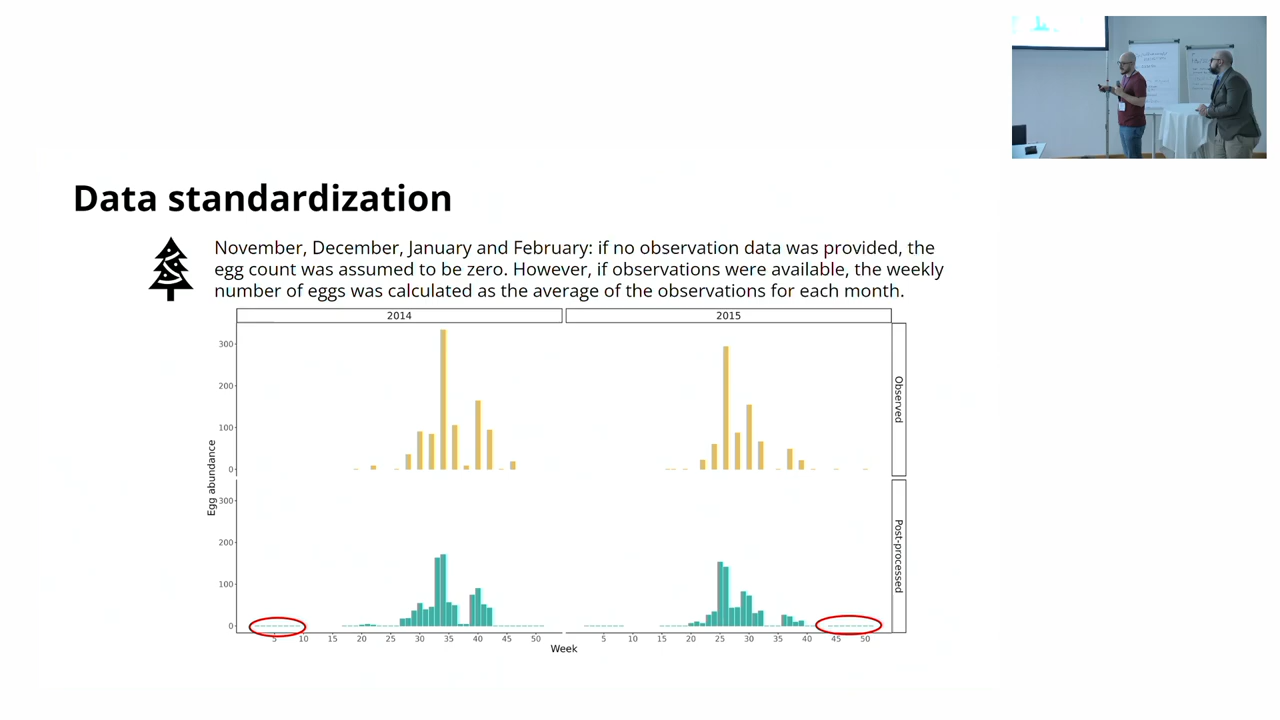 Data standardization
November, December, January and February: if no observation data was provided, the
egg count was assumed to be zero. However, if observations were available, the weekly
number of eggs was calculated as the average of the observations for each month.
2014
2015
300
200
100
0
Observed
Egg abundance
300
200
100
0
Post-processed
5 10 15 20 25 30 35 40 45 50
5 10 15 20 25 30 35 40 45 50
Week